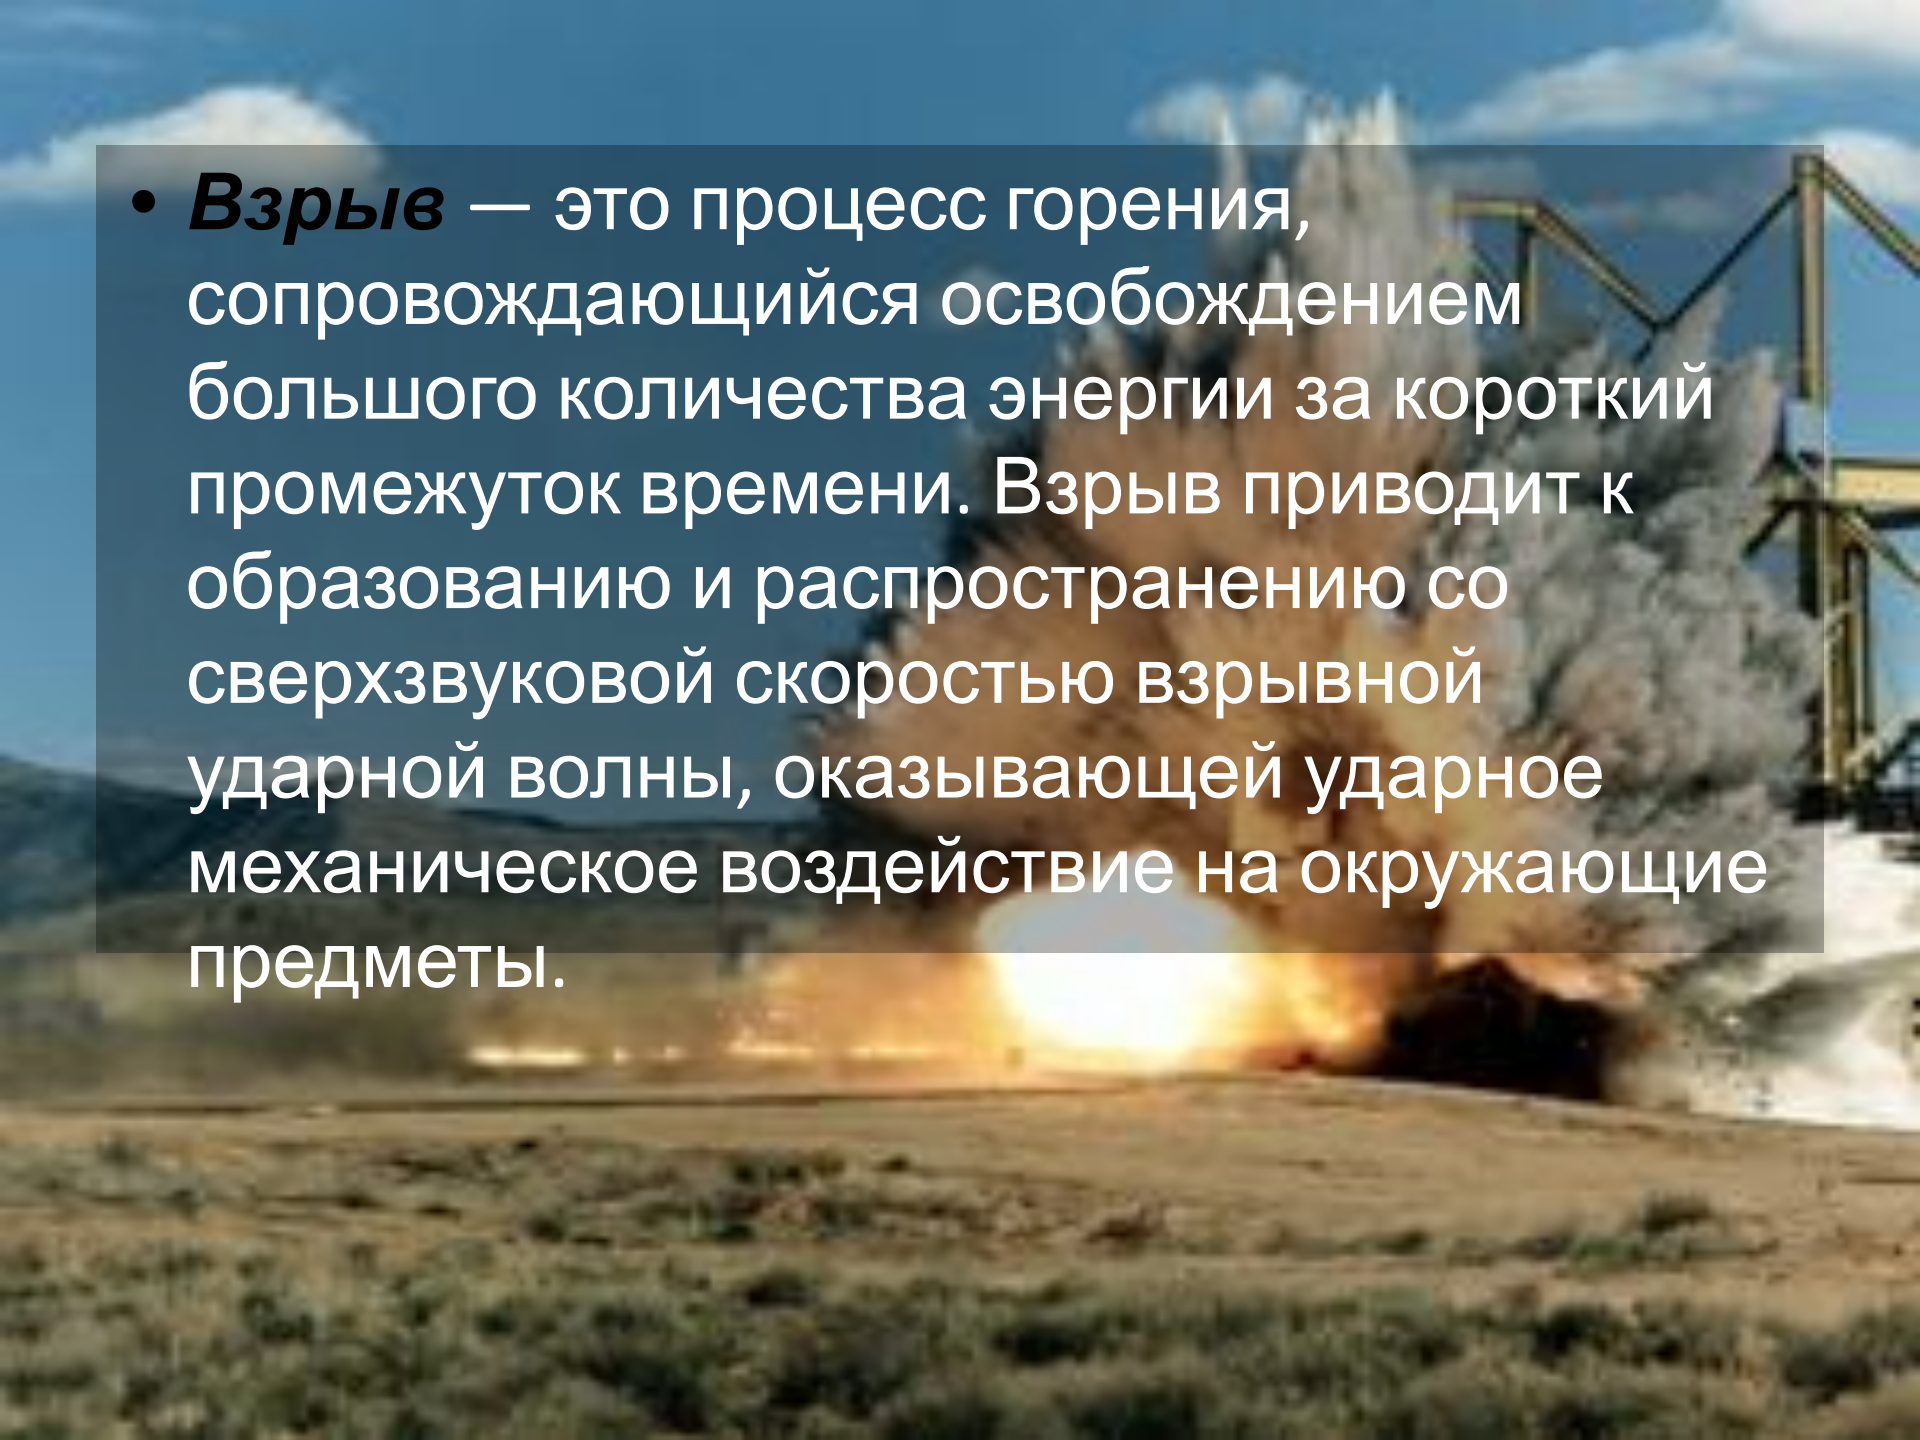 • Взрыв — это процесс горения,
сопровождающийся освобождением
большого количества энергии за короткий
промежуток времени. Взрыв приводит к
образованию и распространению со
сверхзвуковой скоростью взрывной
ударной волны, оказывающей ударное
механическое воздействие на окружающие
предметы.